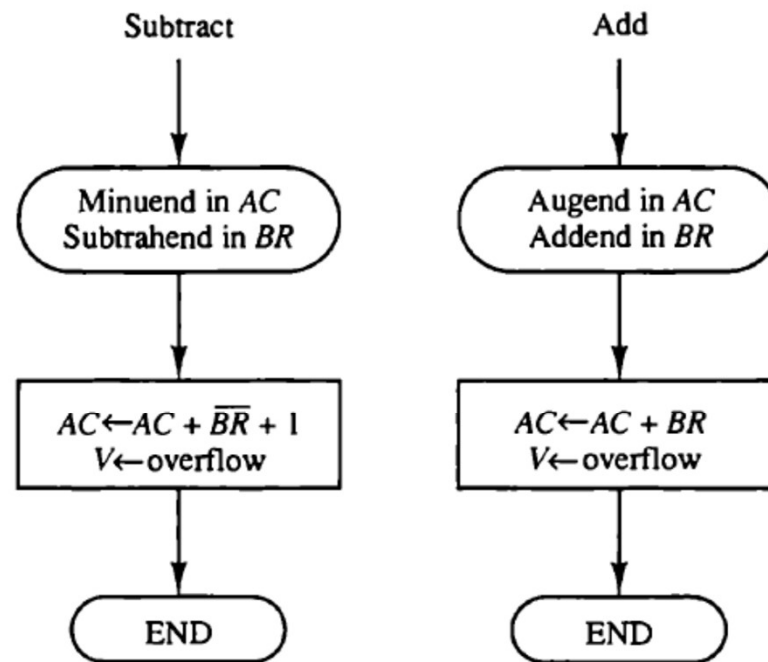 Subtract
Minuend in AC
Subtrahend in BR
AC←AC + B̅R̅ + 1
V←overflow
END
Add
Augend in AC
Addend in BR
AC←AC + BR
V←overflow
END